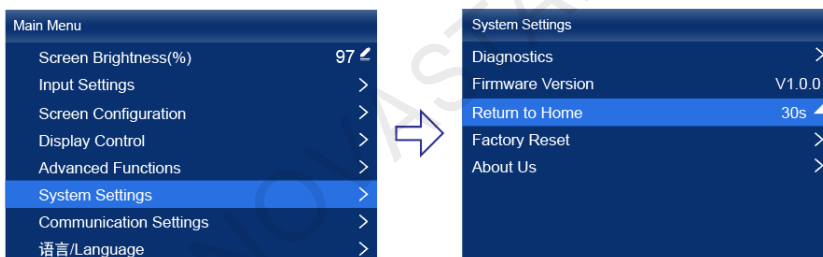 Main Menu
Screen Brightness(%) 97
Input Settings
Screen Configuration
Display Control
Advanced Functions
System Settings
Communication Settings
语言/Language
System Settings
Diagnostics
Firmware Version V1.0.0
Return to Home 30s
Factory Reset
About Us
NOVASTA